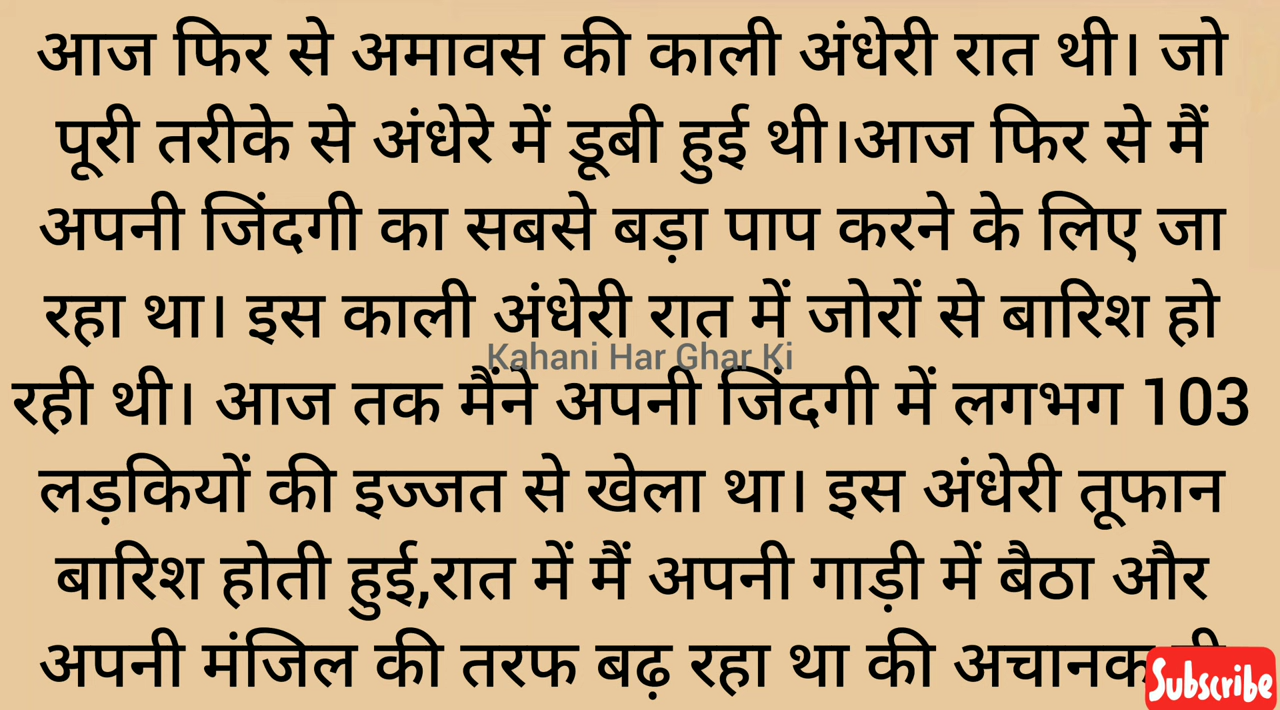 आज फिर से अमावस की काली अंधेरी रात थी। जो
पूरी तरीके से अंधेरे में डूबी हुई थी।आज फिर से मैं
अपनी जिंदगी का सबसे बड़ा पाप करने के लिए जा
रहा था। इस काली अंधेरी रात में जोरों से बारिश हो
Kahani Har Ghar Ki
रही थी। आज तक मैंने अपनी जिंदगी में लगभग 103
लड़कियों की इज्जत से खेला था। इस अंधेरी तूफान
बारिश होती हुई,रात में मैं अपनी गाड़ी में बैठा और
अपनी मंजिल की तरफ बढ़ रहा था की अचानक
Subscribe